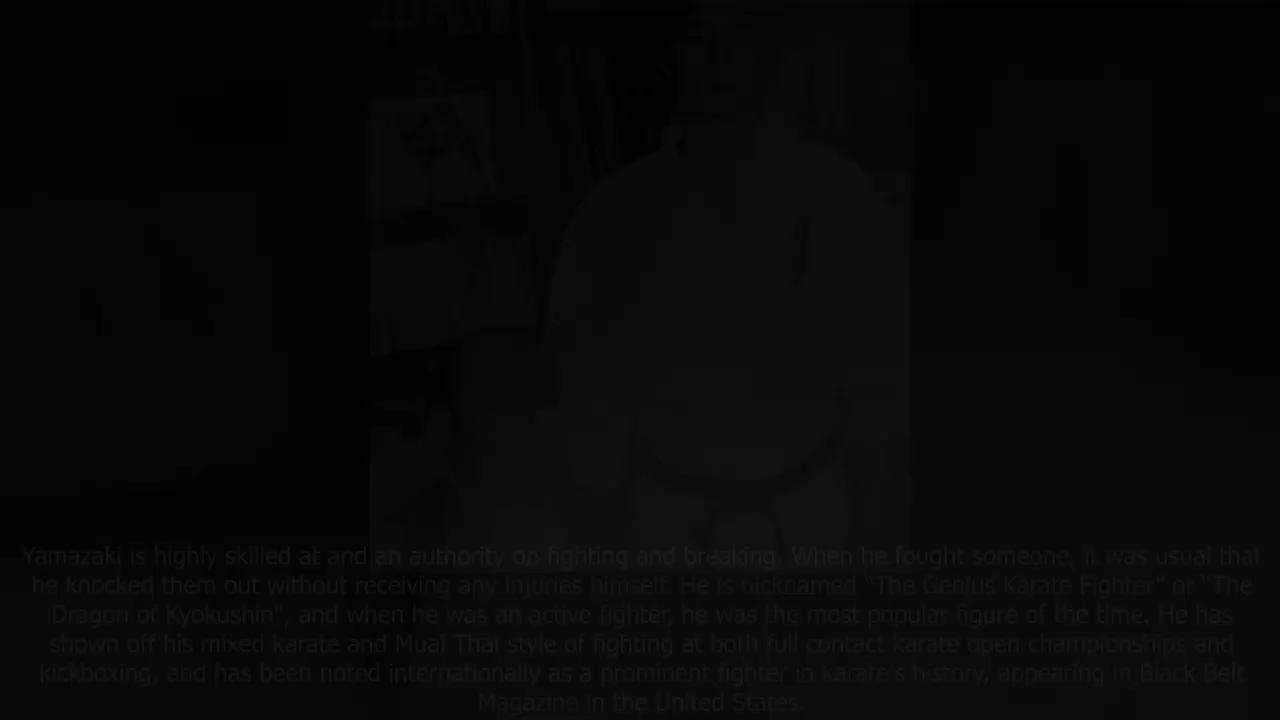 Yamazaki is highly skilled at and an authority on fighting and breaking. When he fought someone, it was usual that
he knocked them out without receiving any injuries himself. He is nicknamed "The Genius Karate Fighter" or "The
Dragon of Kyokushin", and when he was an active fighter, he was the most popular figure of the time. He has
shown off his mixed karate and Muai Thai style of fighting at both full contact karate open championships and
kickboxing, and has been noted internationally as a prominent fighter in karate's history, appearing in Black Belt
Magazine in the United States.